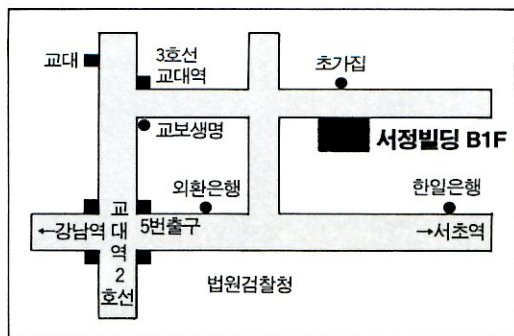 교대
3호선
교대역
초가집
교보생명
서정빌딩 B1F
외환은행
한일은행
←강남역
교대역2호선
5번출구
→서초역
법원검찰청